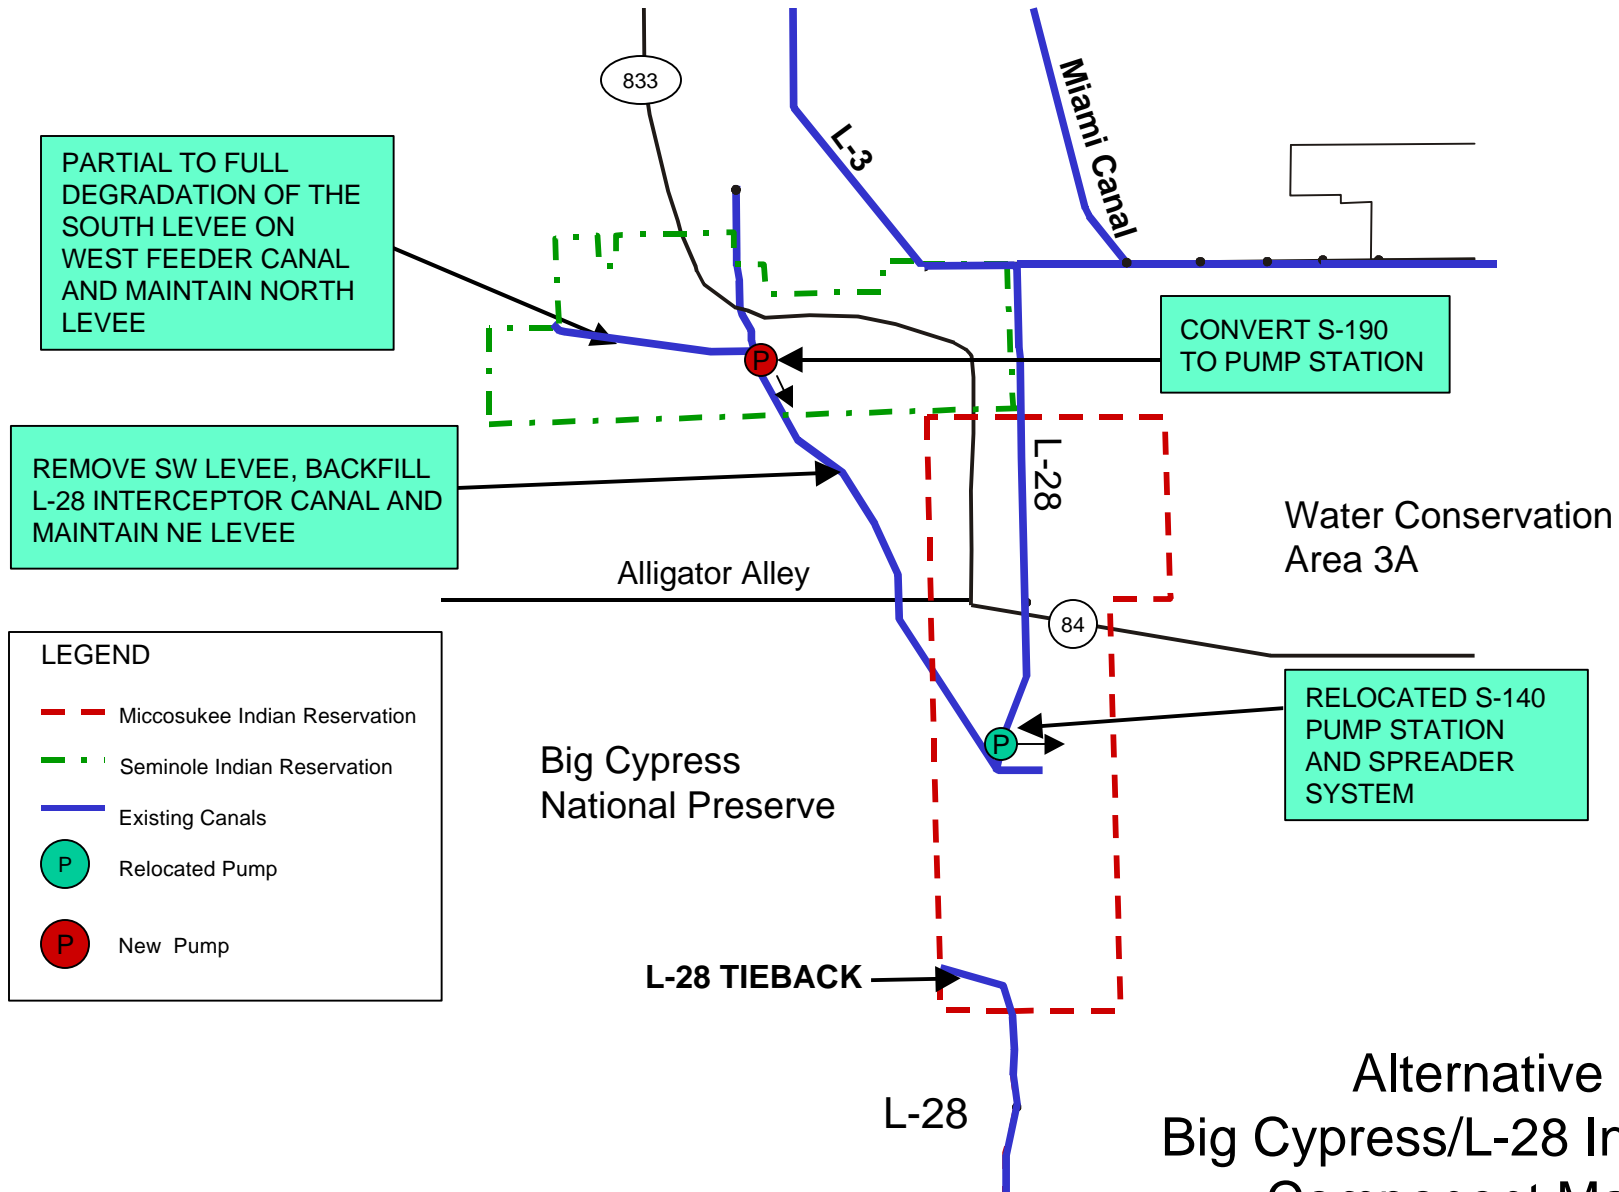 833
L-3
Miami Canal
PARTIAL TO FULL
DEGRADATION OF THE
SOUTH LEVEE ON
WEST FEEDER CANAL
AND MAINTAIN NORTH
LEVEE
CONVERT S-190
TO PUMP STATION
P
REMOVE SW LEVEE, BACKFILL
L-28 INTERCEPTOR CANAL AND
MAINTAIN NE LEVEE
L-28
Water Conservation
Area 3A
Alligator Alley
84
LEGEND
Miccosukee Indian Reservation
Seminole Indian Reservation
Existing Canals
P Relocated Pump
P New Pump
RELOCATED S-140
PUMP STATION
AND SPREADER
SYSTEM
P
Big Cypress
National Preserve
L-28 TIEBACK
L-28
Alternative
Big Cypress/L-28